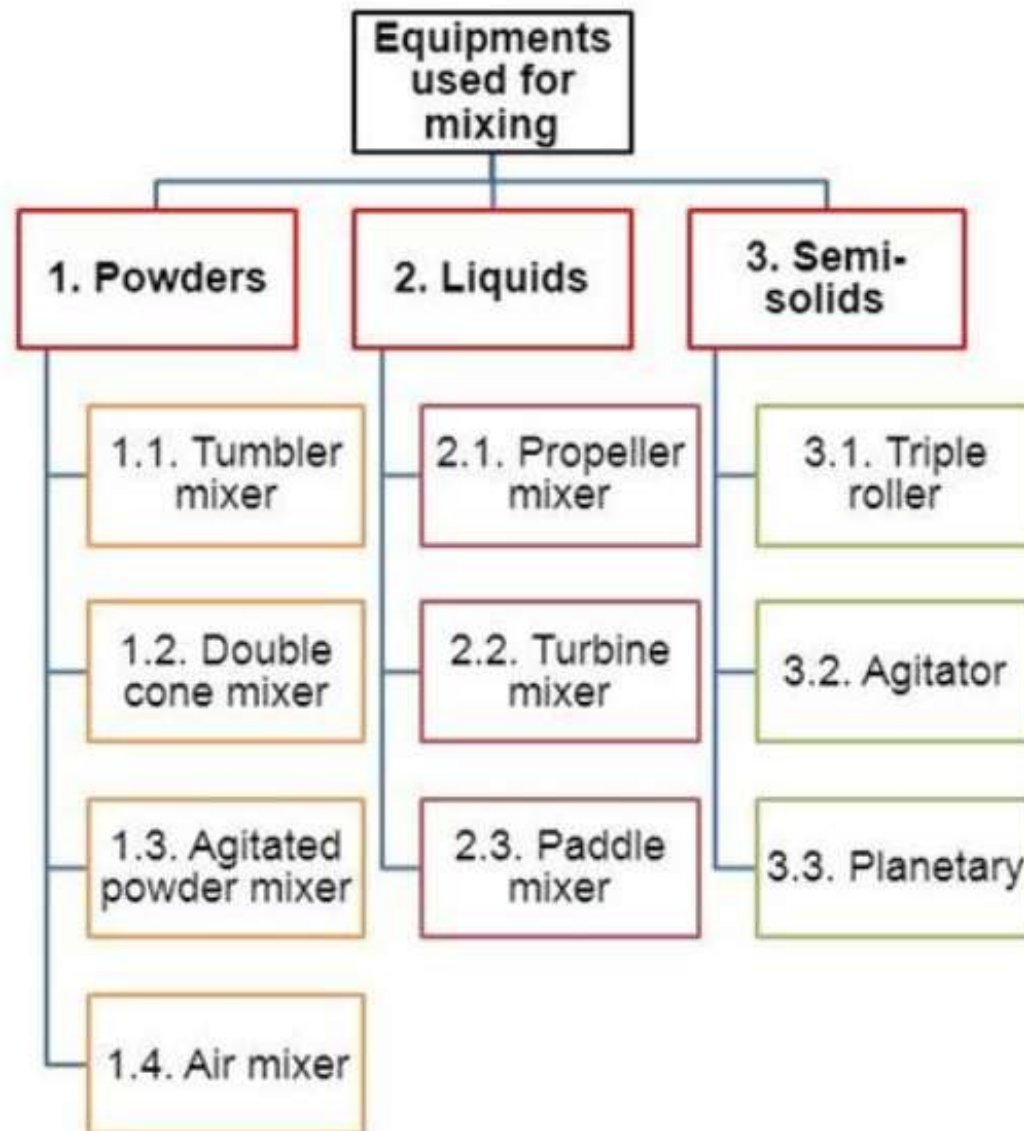 Equipments
used for
mixing
1. Powders
2. Liquids
3. Semi-
solids
1.1. Tumbler
mixer
2.1. Propeller
mixer
3.1. Triple
roller
1.2. Double
cone mixer
2.2. Turbine
mixer
3.2. Agitator
1.3. Agitated
powder mixer
2.3. Paddle
mixer
3.3. Planetary
1.4. Air mixer